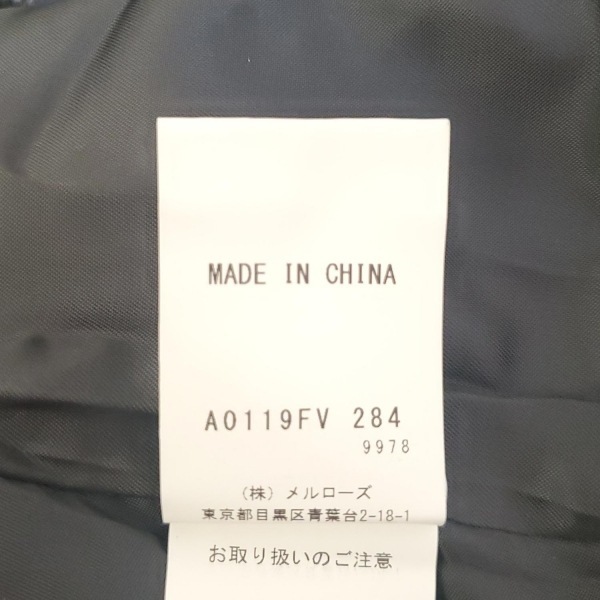 MADE IN CHINA
A0119FV 284
9978
(株) メルローズ
東京都目黒区青葉台2-18-1
お取り扱いのご注意